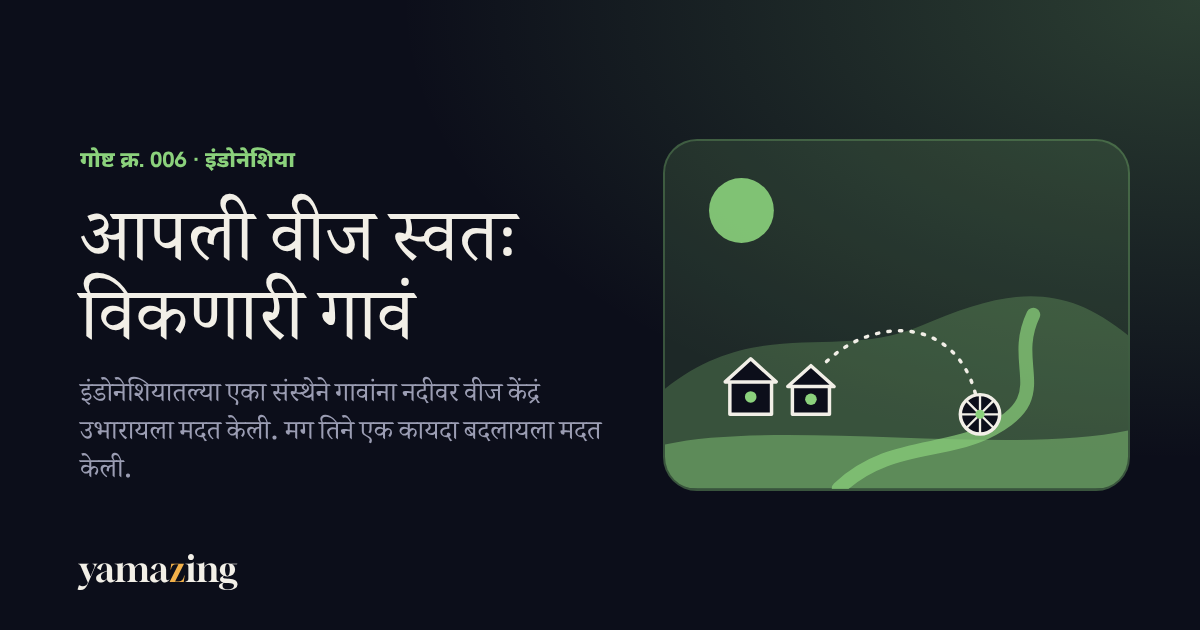 गोष्ट क्र. 006 · इंडोनेशिया
आपली वीज स्वतः
विकणारी गावं
इंडोनेशियातल्या एका संस्थेने गावांना नदीवर वीज केंद्रं
उभारायला मदत केली. मग तिने एक कायदा बदलायला मदत
केली.
yamazing